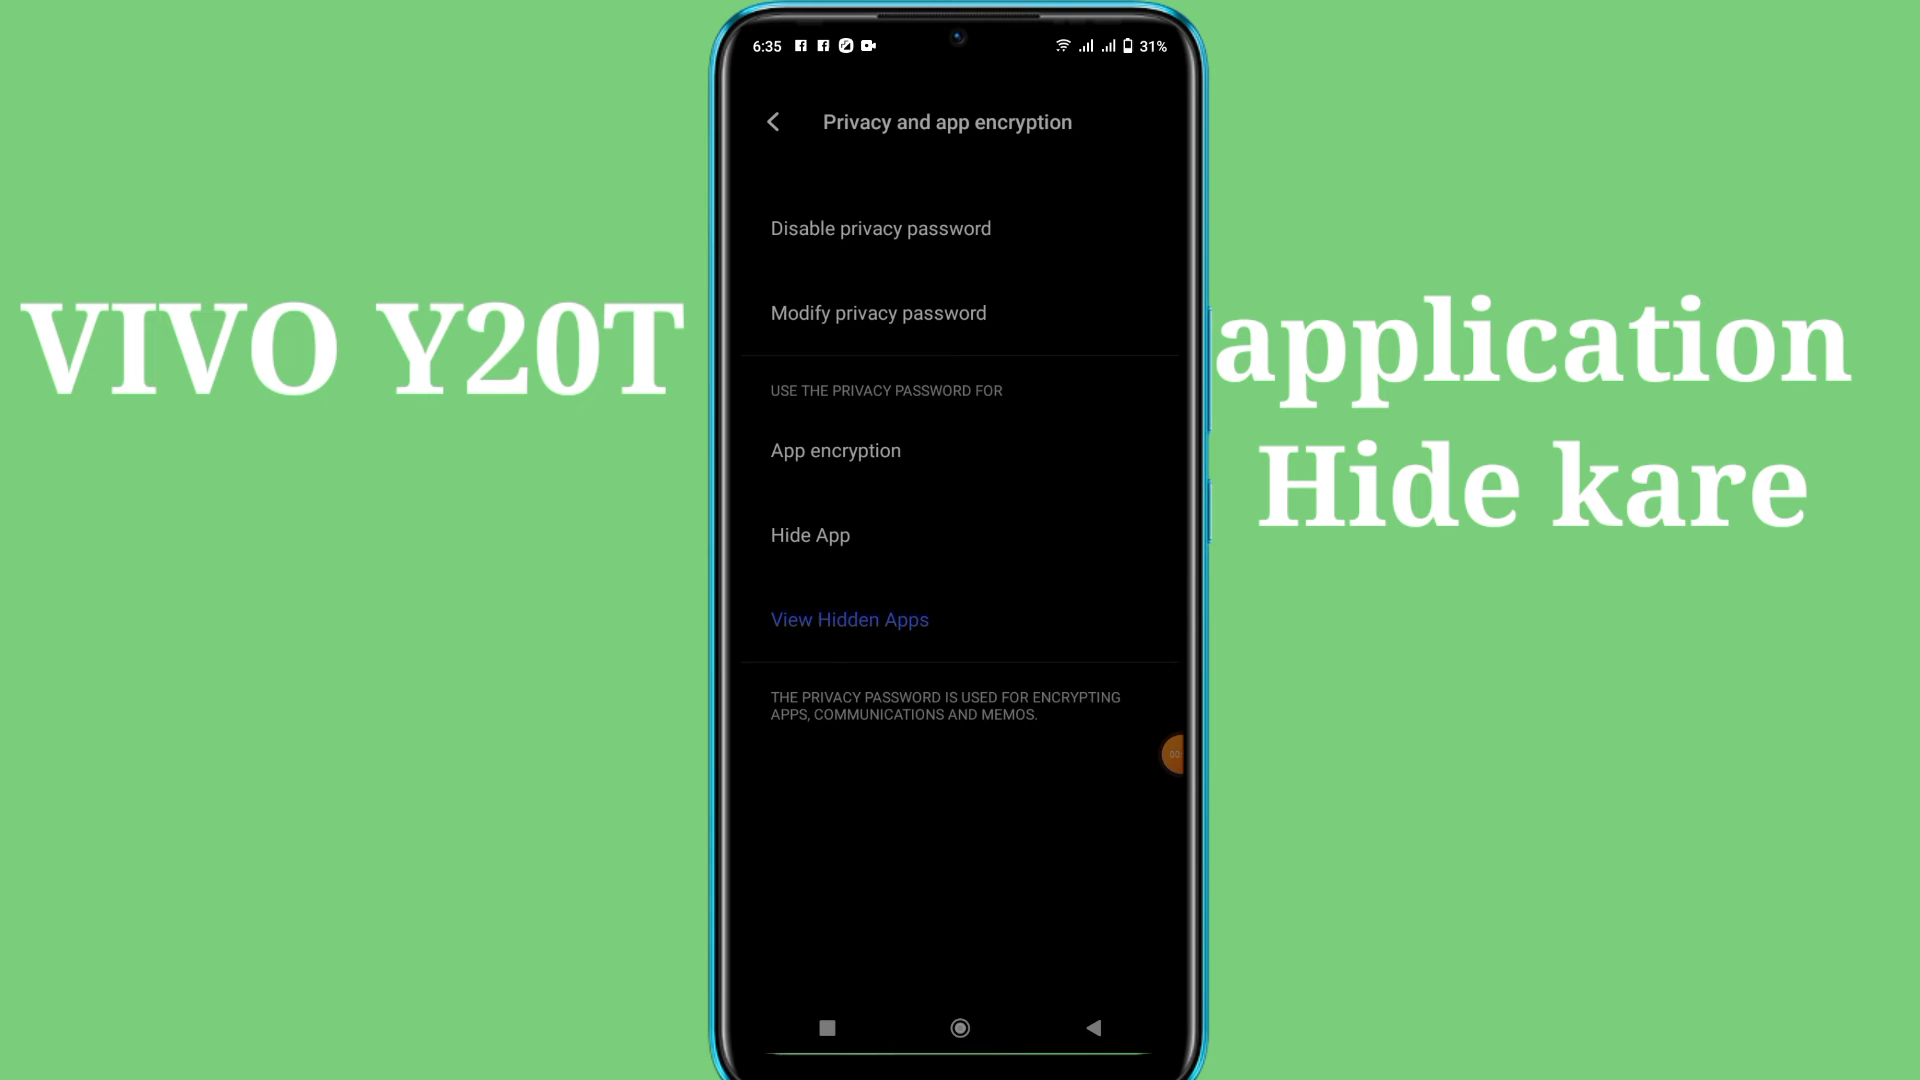 6:35 31%
Privacy and app encryption
Disable privacy password
Modify privacy password
USE THE PRIVACY PASSWORD FOR
App encryption
Hide App
View Hidden Apps
THE PRIVACY PASSWORD IS USED FOR ENCRYPTING
APPS, COMMUNICATIONS AND MEMOS.
00:
VIVO Y20T
application
Hide kare